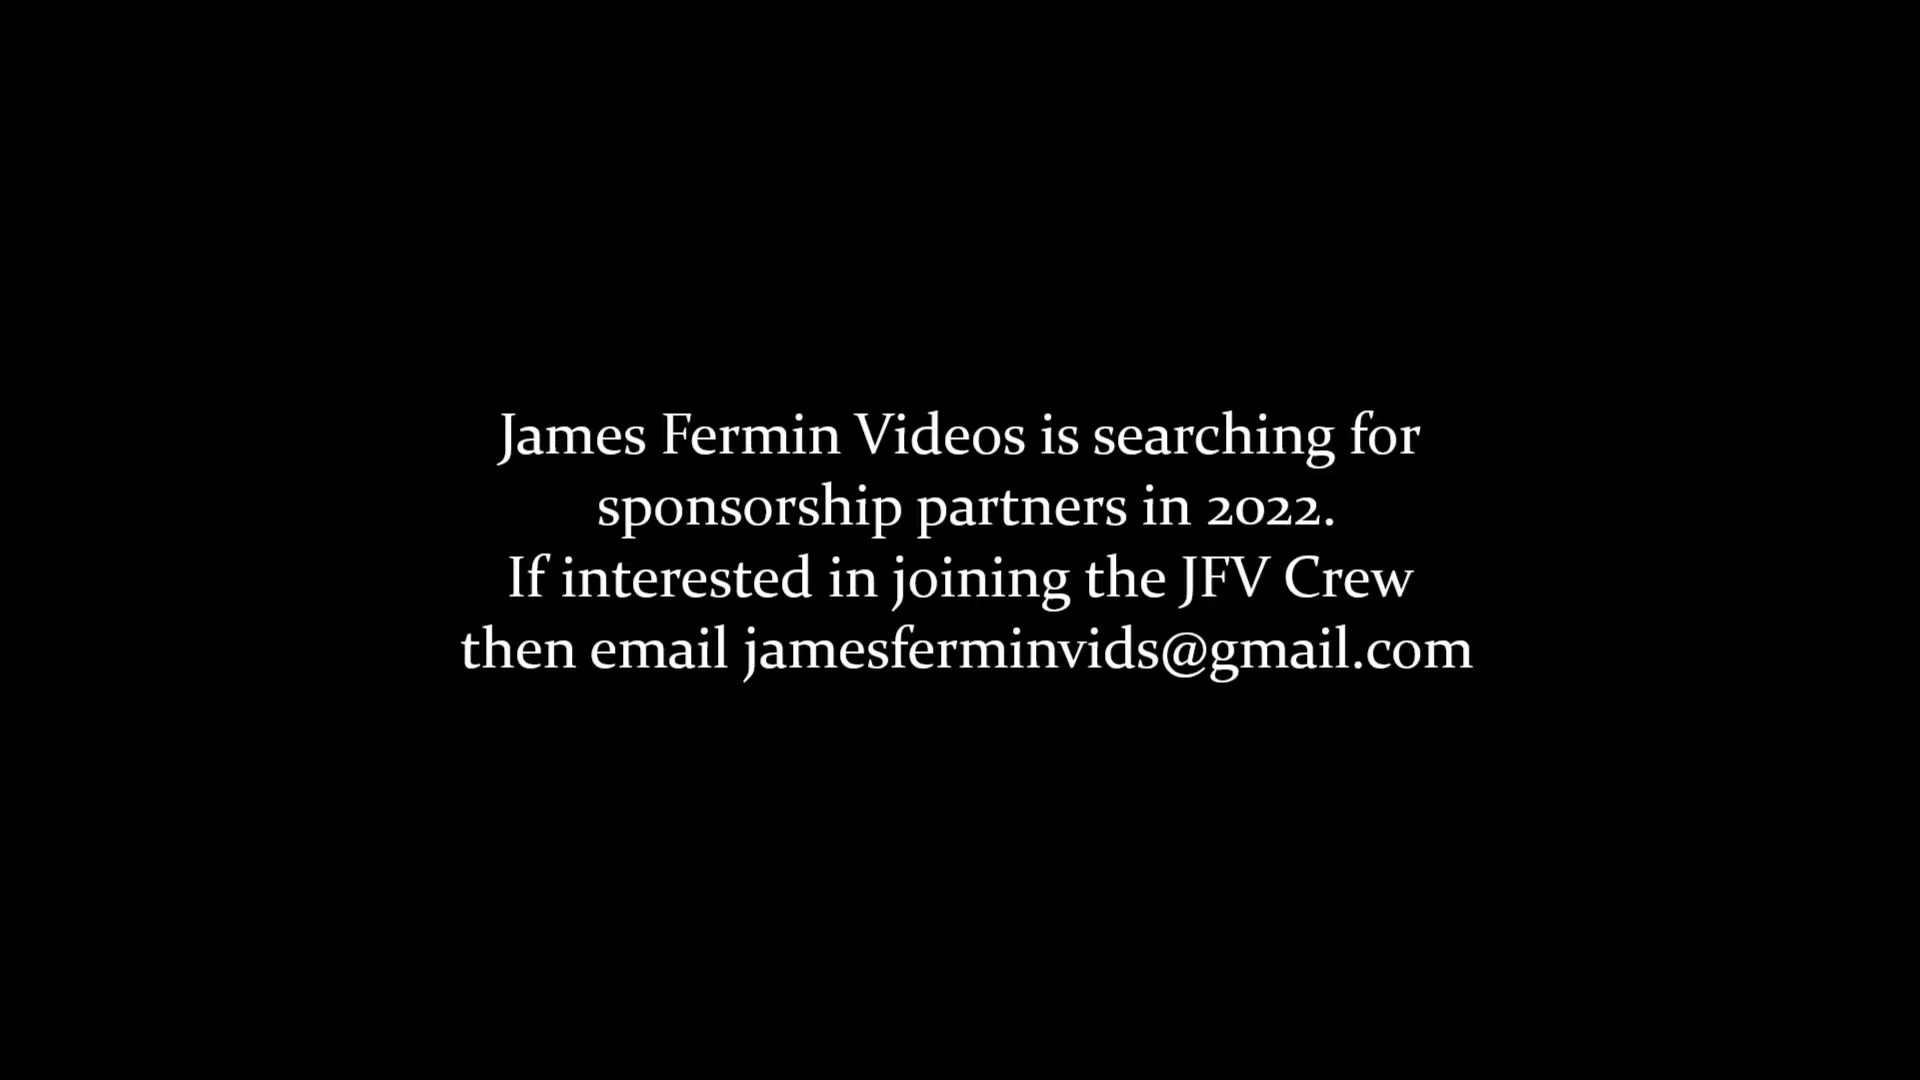 James Fermin Videos is searching for
sponsorship partners in 2022.
If interested in joining the JFV Crew
then email jamesferminvids@gmail.com